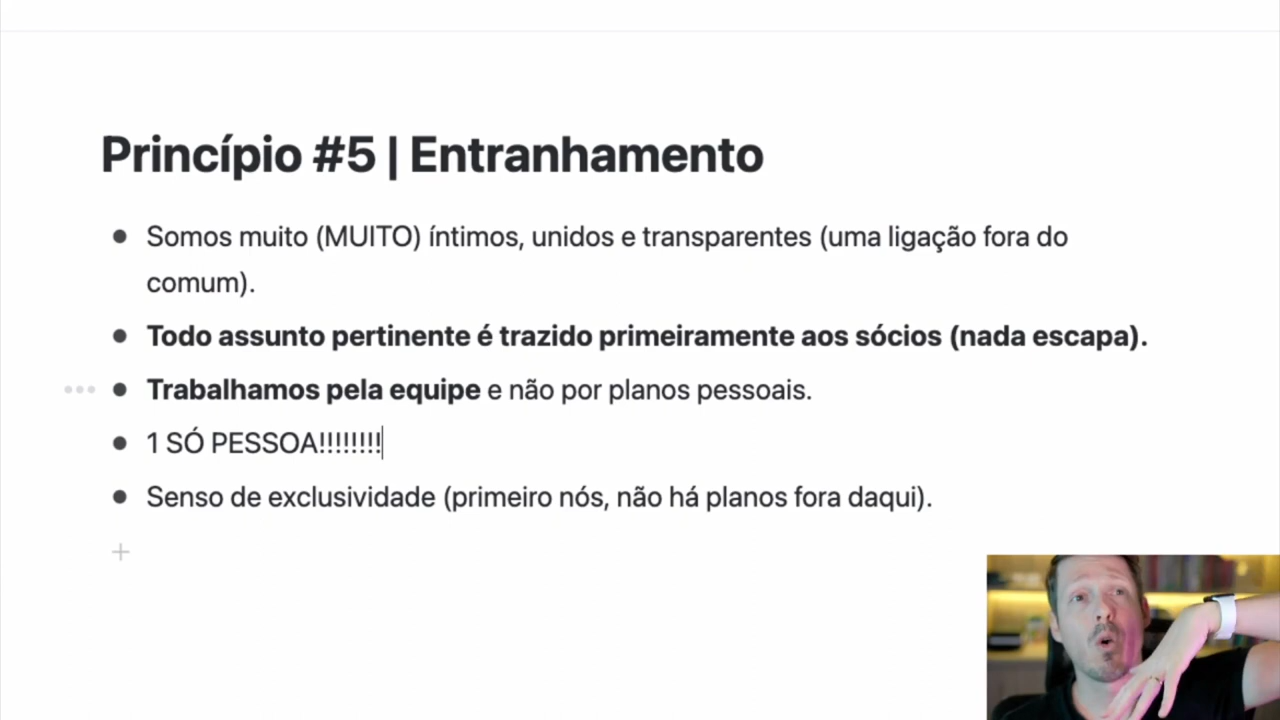 Princípio #5 | Entranhamento
Somos muito (MUITO) íntimos, unidos e transparentes (uma ligação fora do
comum).
Todo assunto pertinente é trazido primeiramente aos sócios (nada escapa).
Trabalhamos pela equipe e não por planos pessoais.
1 SÓ PESSOA!!!!!!!!
Senso de exclusividade (primeiro nós, não há planos fora daqui).